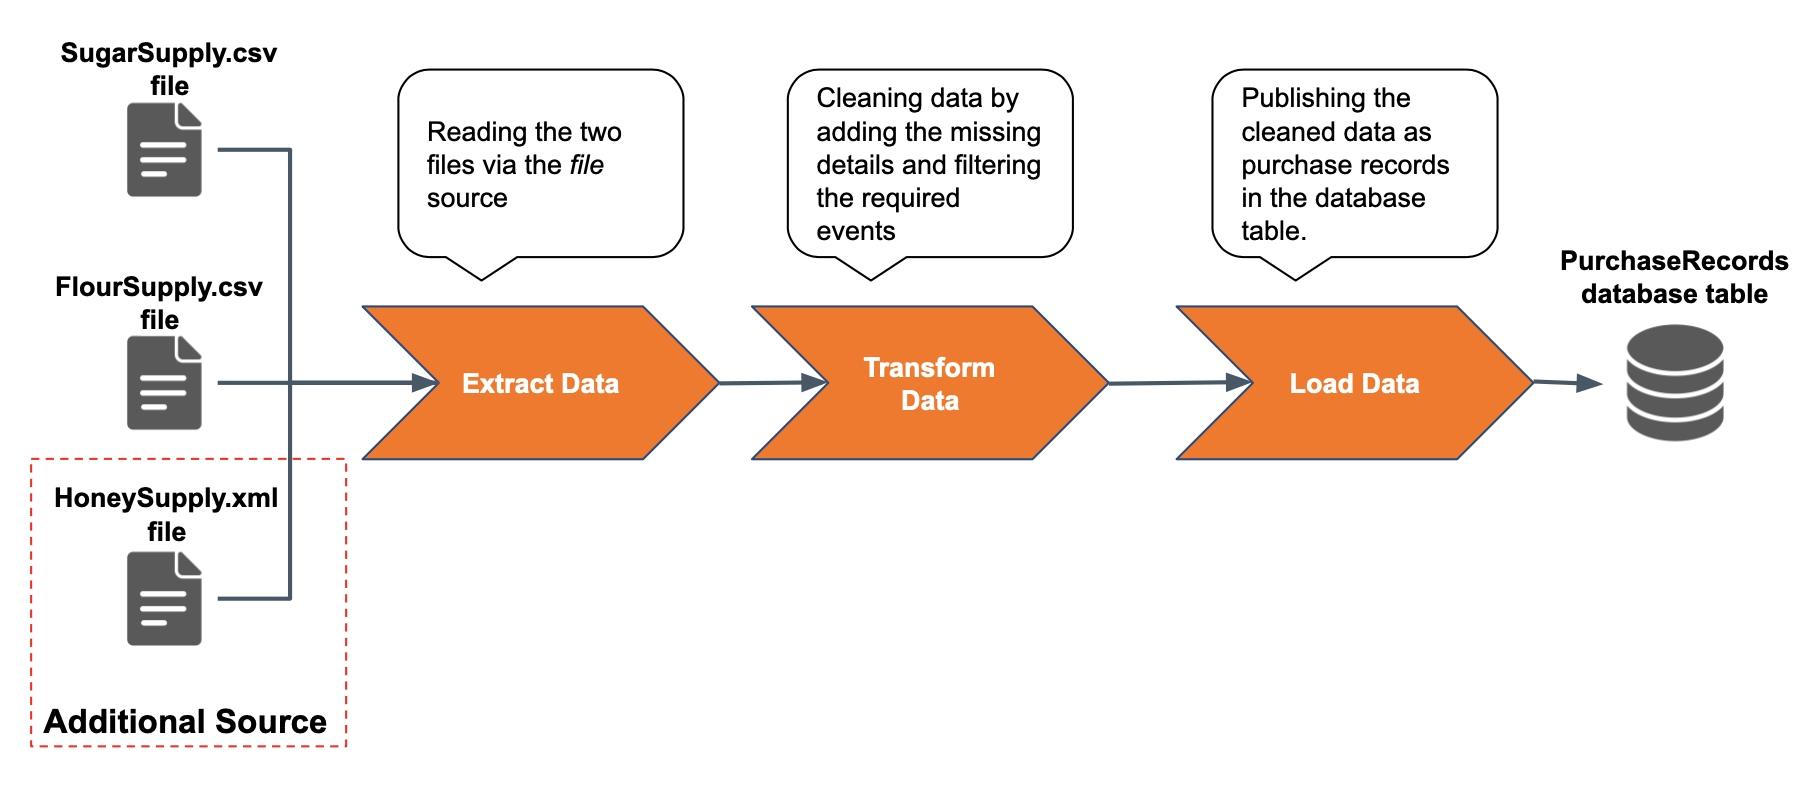 SugarSupply.csv
file
Reading the two
files via the file
source
Cleaning data by
adding the missing
details and filtering
the required
events
Publishing the
cleaned data as
purchase records
in the database
table.
FlourSupply.csv
file
PurchaseRecords
database table
Extract Data
Transform
Data
Load Data
HoneySupply.xml
file
Additional Source